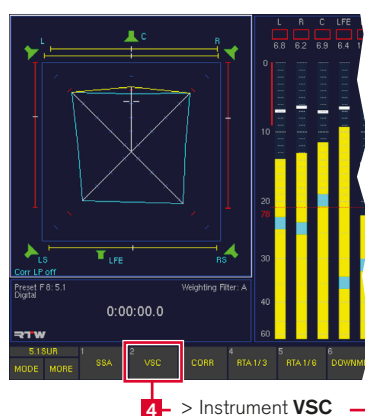 L C R
L R C LFE
6.8 6.2 6.9 6.4
0
10
20
76
30
40
60
LS LFE RS
Corr LP off
Preset F 8: 5.1
Digital
Weighting Filter: A
0:00:00.0
RTW
5.1SUR
MODE MORE
1 SSA
2 VSC
CORR
4 RTA 1/3
5 RTA 1/6
6 DOWNM
4 > Instrument VSC